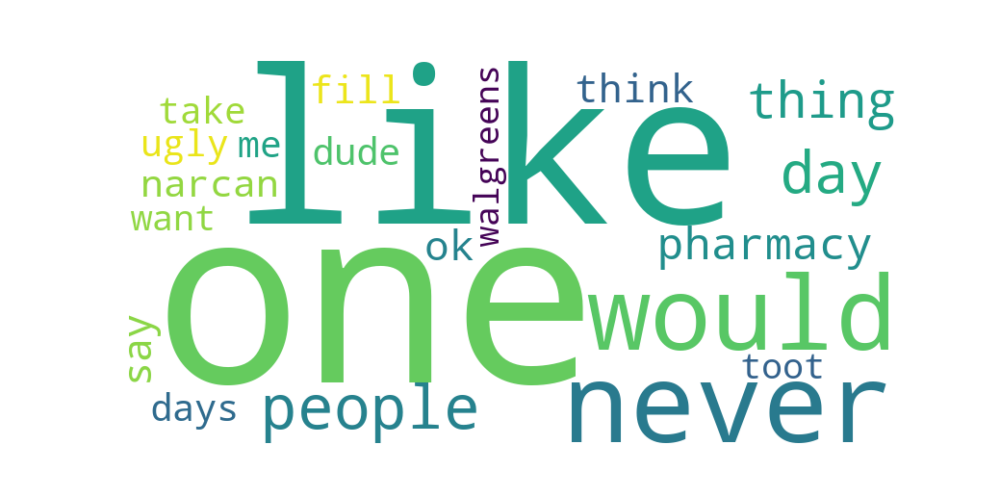 like
one
would
never
people
thing
day
pharmacy
think
fill
take
ugly
me
dude
narcan
want
walgreens
ok
say
days
toot